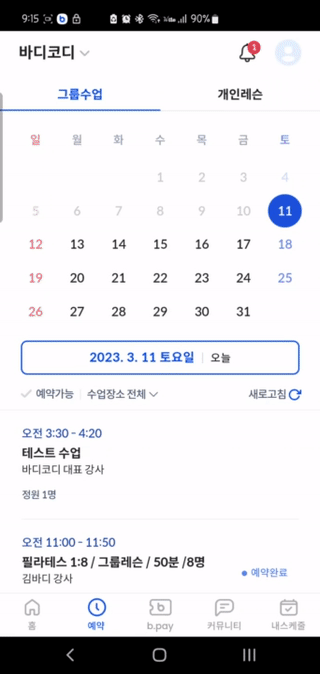 9:15 90%
바디코디
1
그룹수업 개인레슨
일 월 화 수 목 금 토
1 2 3 4
5 6 7 8 9 10 11
12 13 14 15 16 17 18
19 20 21 22 23 24 25
26 27 28 29 30 31
2023. 3. 11 토요일 오늘
예약가능 수업장소 전체 새로고침
오전 3:30 - 4:20
테스트 수업
바디코디 대표 강사
정원 1명
오전 11:00 - 11:50
필라테스 1:8 / 그룹레슨 / 50분 /8명
김바디 강사
예약완료
홈 예약 b.pay 커뮤니티 내스케줄